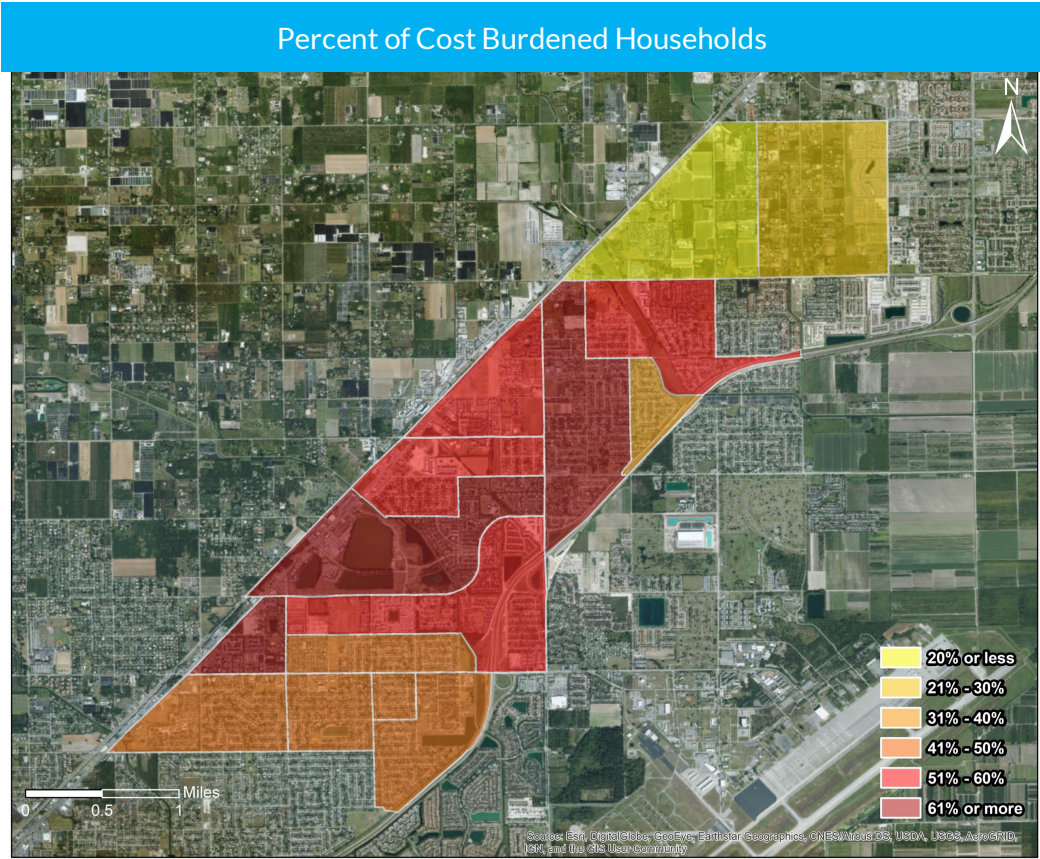 Percent of Cost Burdened Households
N
20% or less
21% - 30%
31% - 40%
41% - 50%
51% - 60%
61% or more
Miles
0 0.5 1
Source: Esri, DigitalGlobe, GeoEye, Earthstar Geographics, CNES/Airbus DS, USDA, USGS, AeroGRID,
IGN, and the GIS User Community